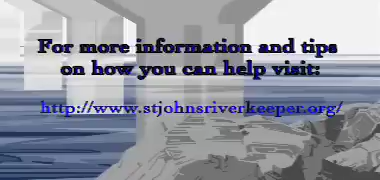 For more information and tips
on how you can help visit:
http://www.stjohnsriverkeeper.org/